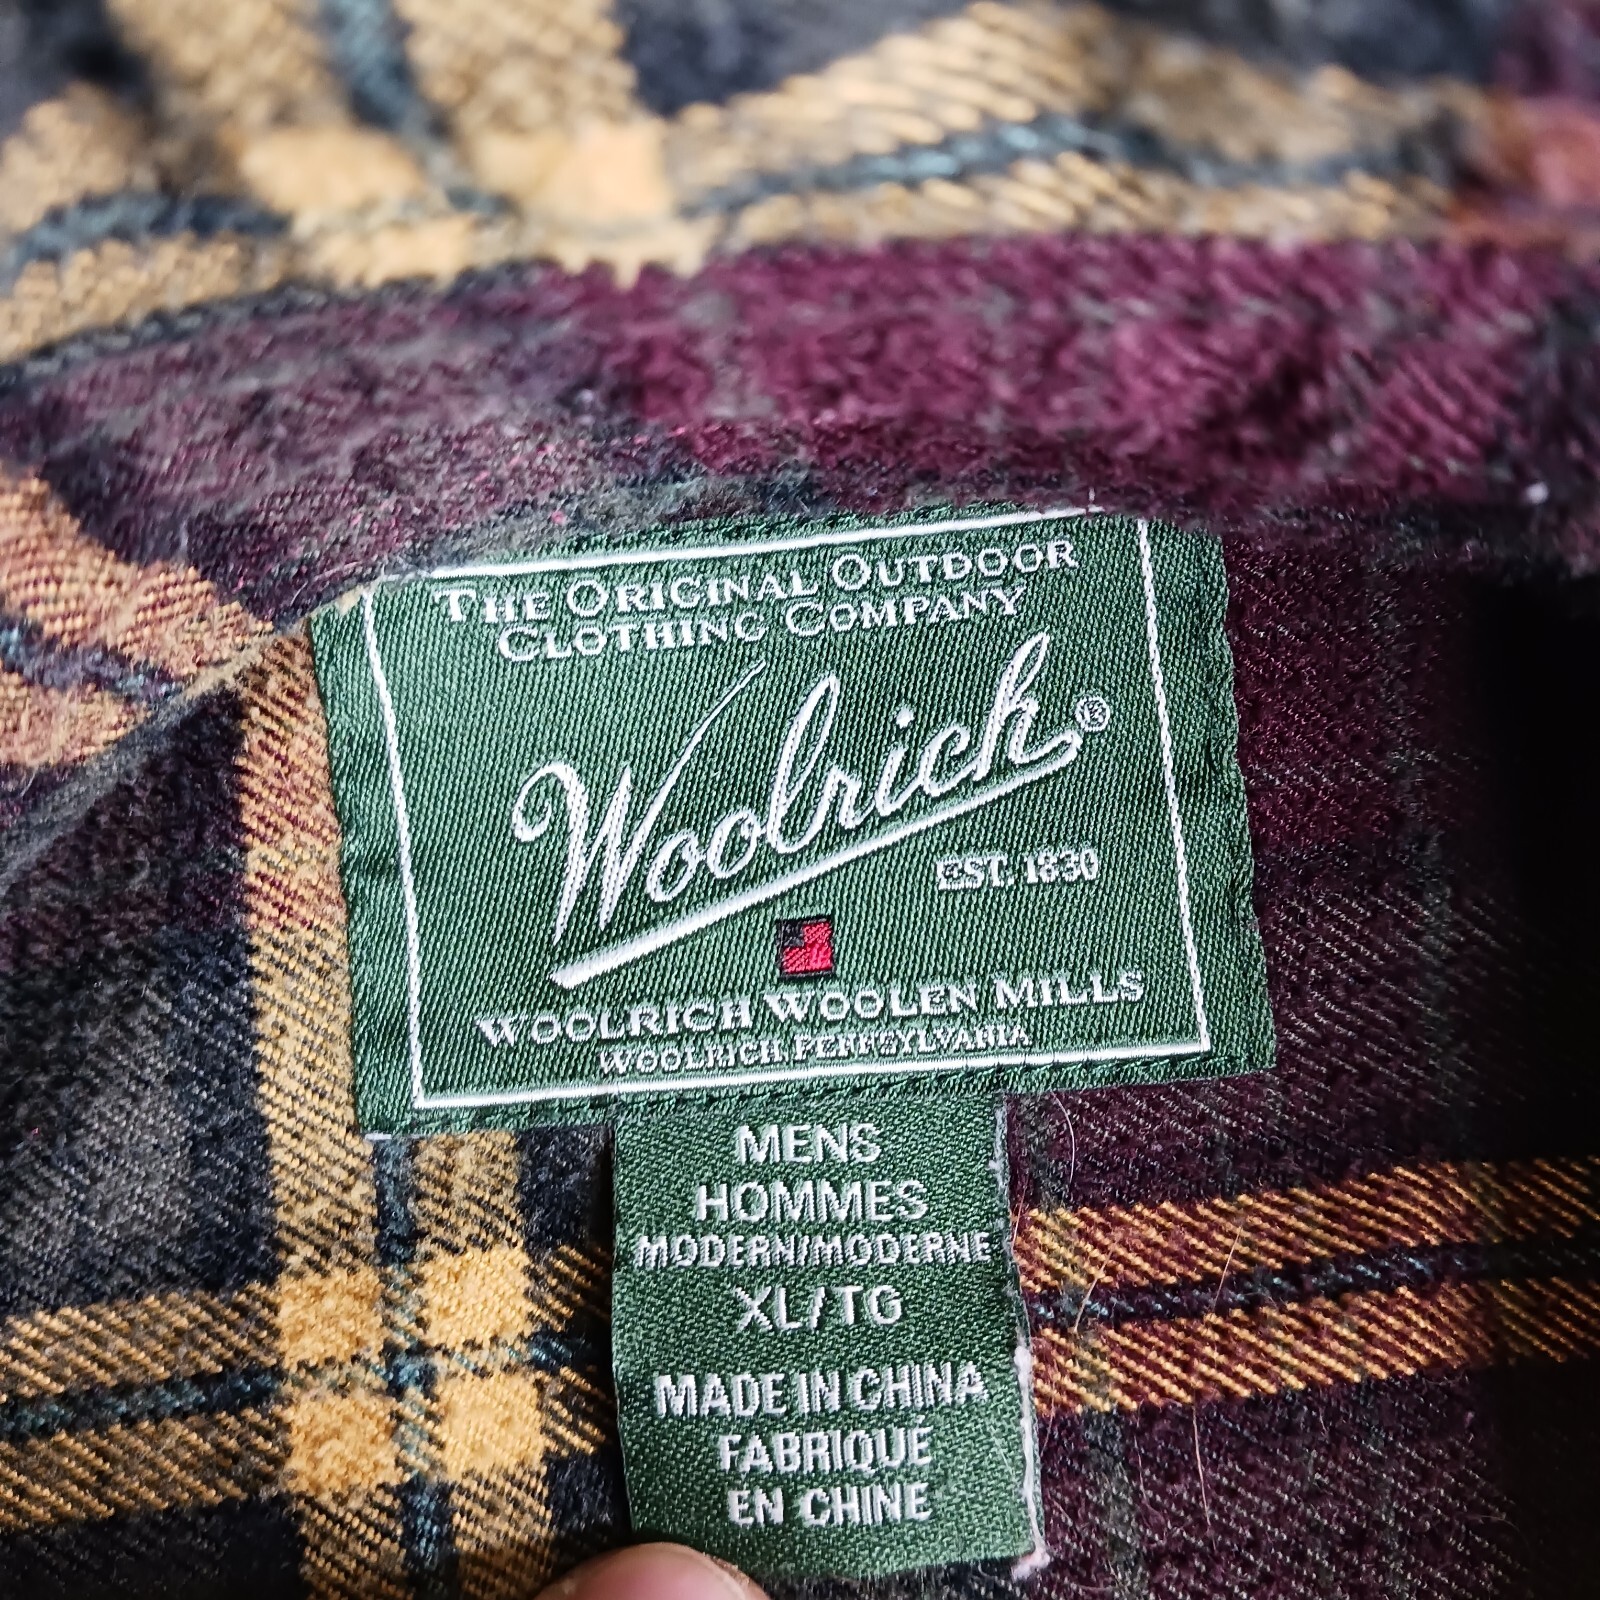 THE ORIGINAL OUTDOOR
CLOTHING COMPANY
Woolrich®
EST. 1830
WOOLRICH WOOLEN MILLS
WOOLRICH, PENNSYLVANIA
MENS
HOMMES
MODERN/MODERNE
XL/TG
MADE IN CHINA
FABRIQUÉ
EN CHINE